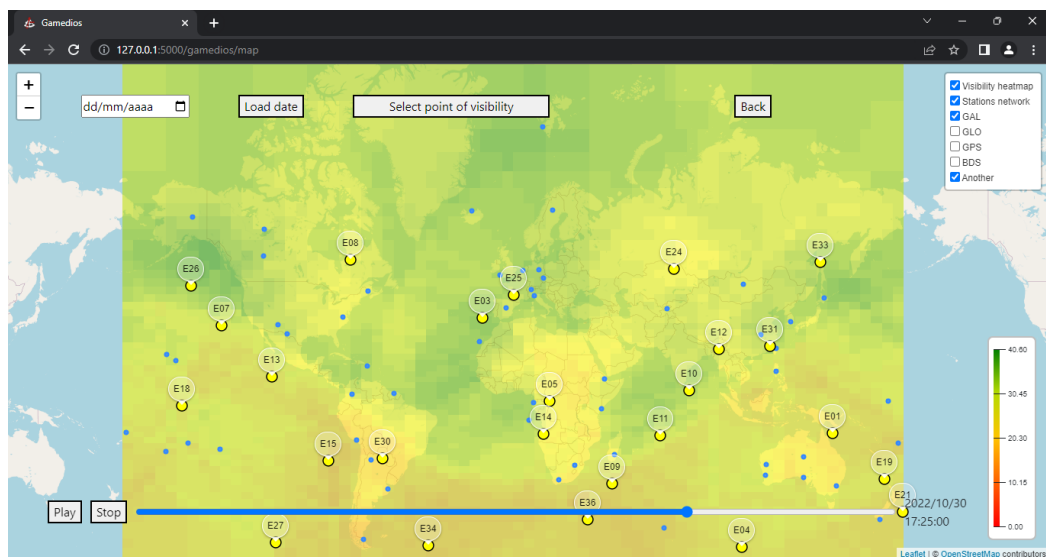 Gamedios
127.0.0.1:5000/gamedios/map
+
−
dd/mm/aaaa
Load date
Select point of visibility
Back
Visibility heatmap
Stations network
GAL
GLO
GPS
BDS
Another
E08
E33
E24
E26
E25
E03
E07
E31
E12
E13
E10
E05
E18
E01
E14
E11
E30
E15
E19
E09
E21
E36
E27
E34
E04
40.60
30.45
20.30
10.15
0.00
Play
Stop
2022/10/30
17:25:00
Leaflet | © OpenStreetMap contributors